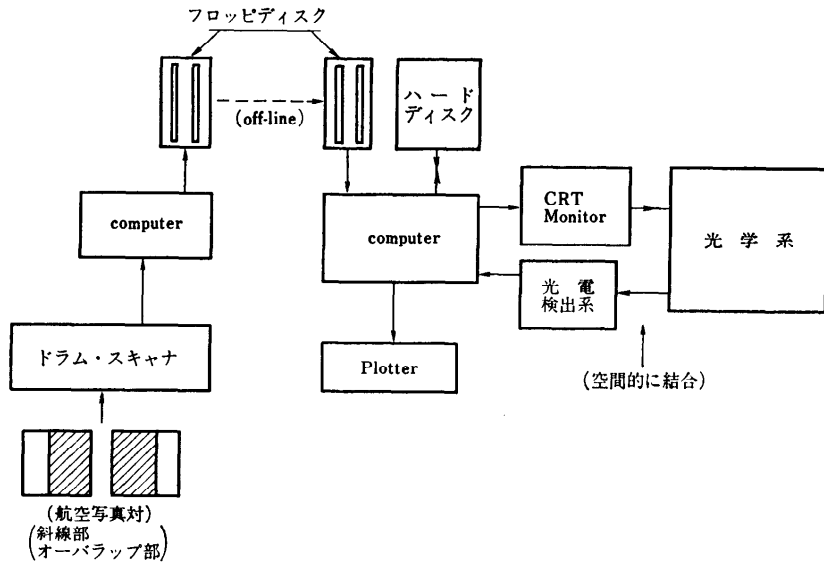 フロッピディスク
(off-line)
ハード
ディスク
computer
computer
CRT
Monitor
光学系
光電
検出系
ドラム・スキャナ
Plotter
(空間的に結合)
(航空写真対)
(斜線部
オーバラップ部)